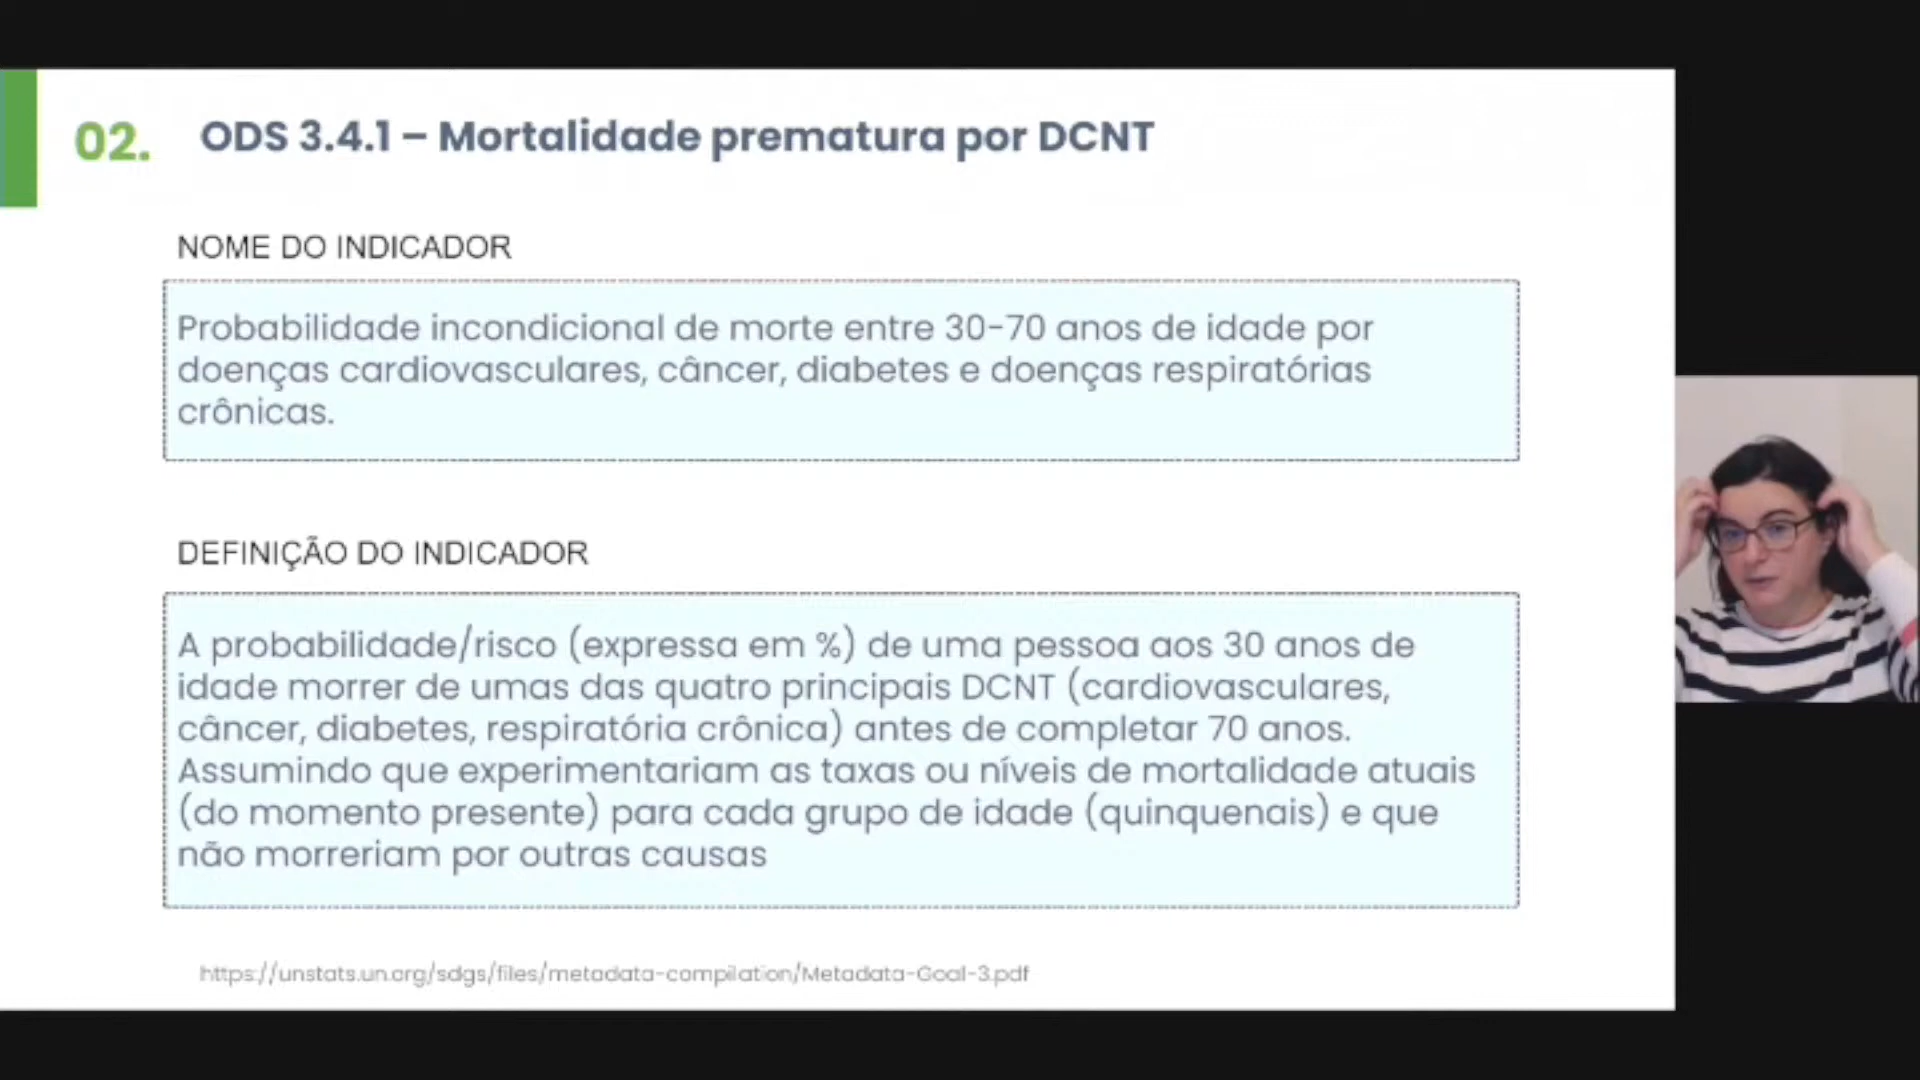 02. ODS 3.4.1 – Mortalidade prematura por DCNT
NOME DO INDICADOR
Probabilidade incondicional de morte entre 30-70 anos de idade por
doenças cardiovasculares, câncer, diabetes e doenças respiratórias
crônicas.
DEFINIÇÃO DO INDICADOR
A probabilidade/risco (expressa em %) de uma pessoa aos 30 anos de
idade morrer de umas das quatro principais DCNT (cardiovasculares,
câncer, diabetes, respiratória crônica) antes de completar 70 anos.
Assumindo que experimentariam as taxas ou níveis de mortalidade atuais
(do momento presente) para cada grupo de idade (quinquenais) e que
não morreriam por outras causas
https://unstats.un.org/sdgs/files/metadata-compilation/Metadata-Goal-3.pdf